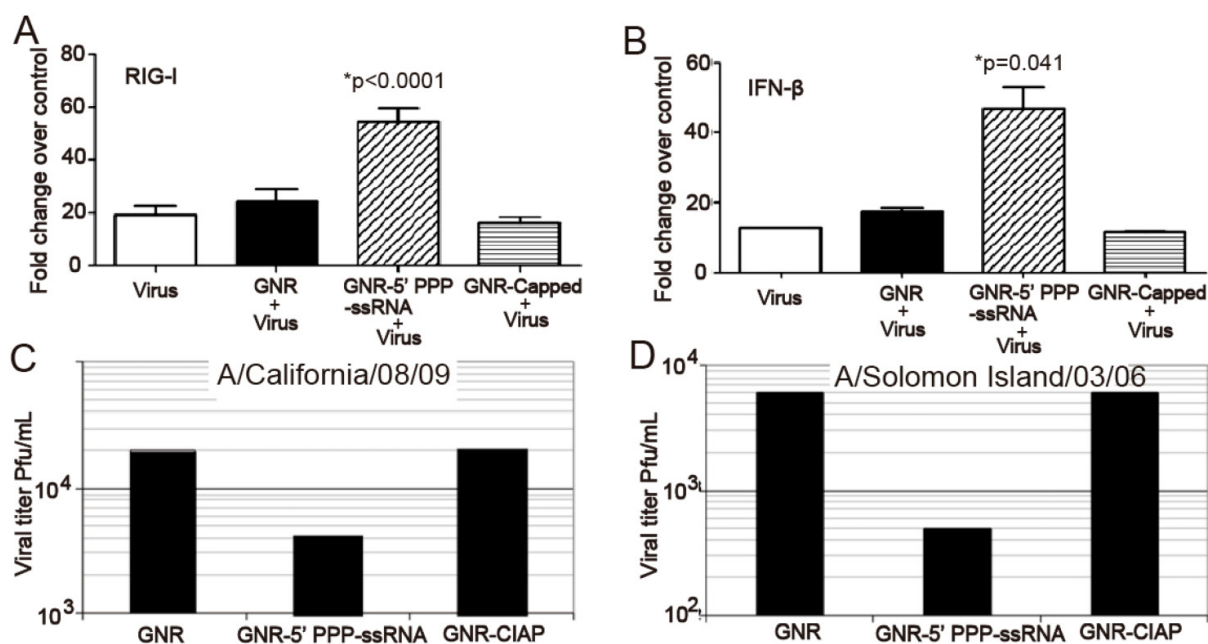 A
80
60
40
20
0
Fold change over control
RIG-I
*p<0.0001
Virus
GNR
+
Virus
GNR-5' PPP
-ssRNA
+
Virus
GNR-Capped
+
Virus
B
60
40
20
0
Fold change over control
IFN-β
*p=0.041
Virus
GNR
+
Virus
GNR-5' PPP
-ssRNA
+
Virus
GNR-Capped
+
Virus
C
A/California/08/09
Viral titer Pfu/mL
10⁴
10³
GNR
GNR-5' PPP-ssRNA
GNR-CIAP
D
A/Solomon Island/03/06
Viral titer Pfu/mL
10⁴
10³
10²
GNR
GNR-5' PPP-ssRNA
GNR-CIAP